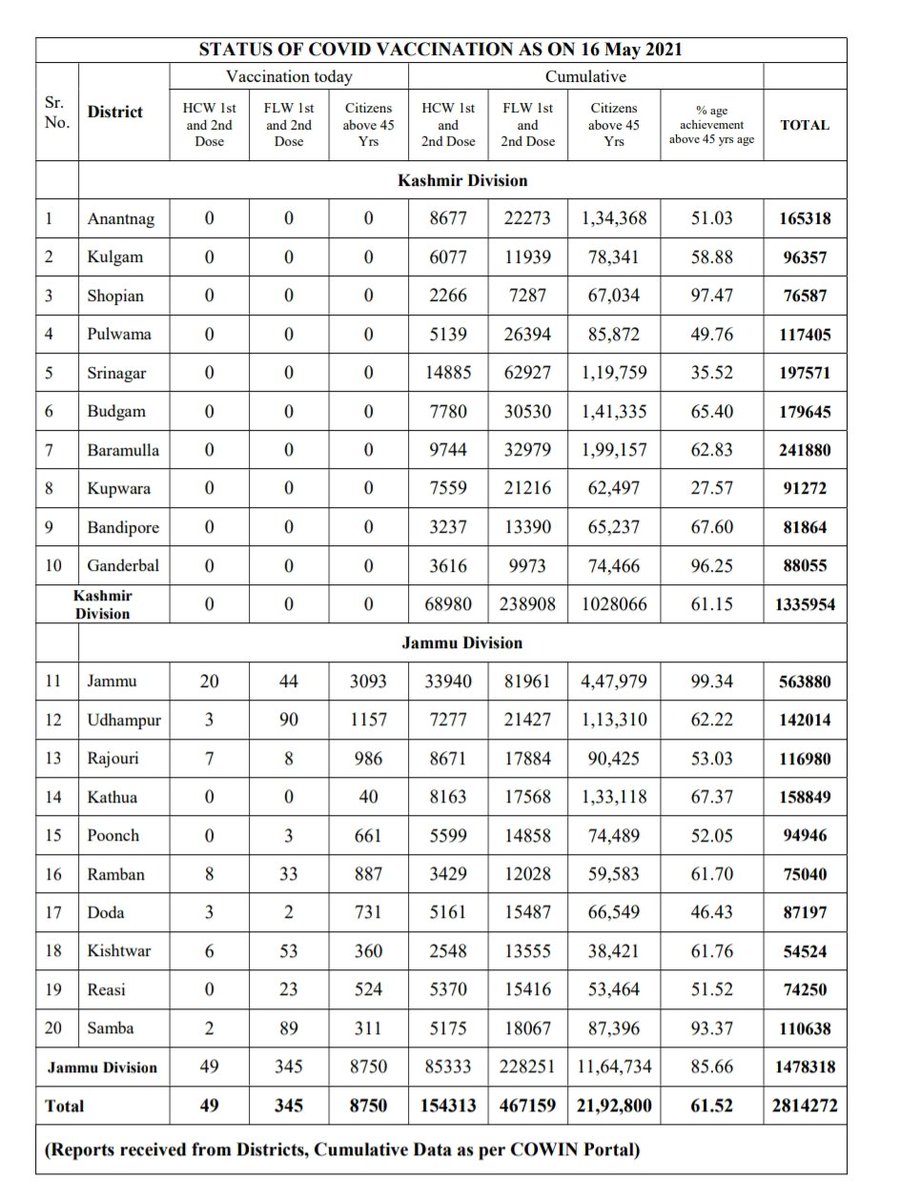 STATUS OF COVID VACCINATION AS ON 16 May 2021
Sr. No. District Vaccination today Cumulative
HCW 1st and 2nd Dose FLW 1st and 2nd Dose Citizens above 45 Yrs HCW 1st and 2nd Dose FLW 1st and 2nd Dose Citizens above 45 Yrs % age achievement above 45 yrs age TOTAL
Kashmir Division
1 Anantnag 0 0 0 8677 22273 1,34,368 51.03 165318
2 Kulgam 0 0 0 6077 11939 78,341 58.88 96357
3 Shopian 0 0 0 2266 7287 67,034 97.47 76587
4 Pulwama 0 0 0 5139 26394 85,872 49.76 117405
5 Srinagar 0 0 0 14885 62927 1,19,759 35.52 197571
6 Budgam 0 0 0 7780 30530 1,41,335 65.40 179645
7 Baramulla 0 0 0 9744 32979 1,99,157 62.83 241880
8 Kupwara 0 0 0 7559 21216 62,497 27.57 91272
9 Bandipore 0 0 0 3237 13390 65,237 67.60 81864
10 Ganderbal 0 0 0 3616 9973 74,466 96.25 88055
Kashmir Division 0 0 0 68980 238908 1028066 61.15 1335954
Jammu Division
11 Jammu 20 44 3093 33940 81961 4,47,979 99.34 563880
12 Udhampur 3 90 1157 7277 21427 1,13,310 62.22 142014
13 Rajouri 7 8 986 8671 17884 90,425 53.03 116980
14 Kathua 0 0 40 8163 17568 1,33,118 67.37 158849
15 Poonch 0 3 661 5599 14858 74,489 52.05 94946
16 Ramban 8 33 887 3429 12028 59,583 61.70 75040
17 Doda 3 2 731 5161 15487 66,549 46.43 87197
18 Kishtwar 6 53 360 2548 13555 38,421 61.76 54524
19 Reasi 0 23 524 5370 15416 53,464 51.52 74250
20 Samba 2 89 311 5175 18067 87,396 93.37 110638
Jammu Division 49 345 8750 85333 228251 11,64,734 85.66 1478318
Total 49 345 8750 154313 467159 21,92,800 61.52 2814272
(Reports received from Districts, Cumulative Data as per COWIN Portal)